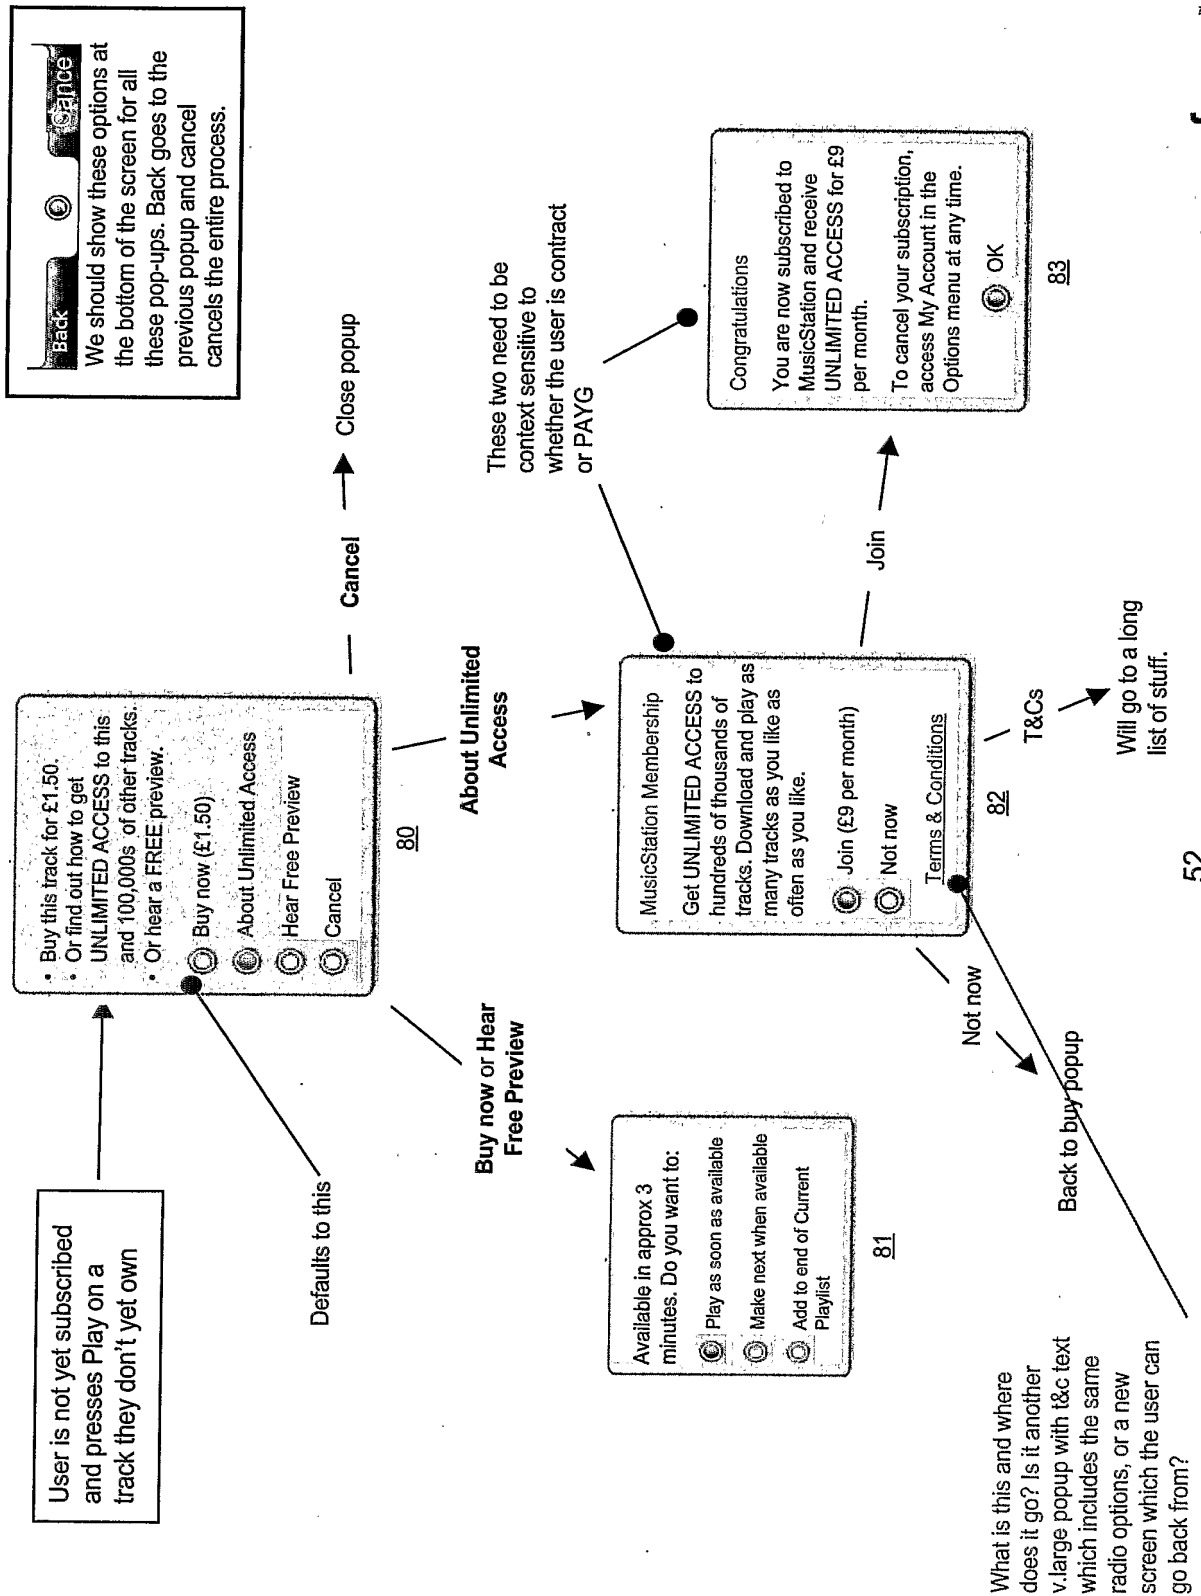 User is not yet subscribed
and presses Play on a
track they don't yet own
• Buy this track for £1.50.
• Or find out how to get
UNLIMITED ACCESS to this
and 100,000s of other tracks.
• Or hear a FREE preview.
Buy now (£1.50)
About Unlimited Access
Hear Free Preview
Cancel
80
Back
Cance
We should show these options at
the bottom of the screen for all
these pop-ups. Back goes to the
previous popup and cancel
cancels the entire process.
Defaults to this
Cancel
Close popup
Buy now or Hear
Free Preview
About Unlimited
Access
These two need to be
context sensitive to
whether the user is contract
or PAYG
Available in approx 3
minutes. Do you want to:
Play as soon as available
Make next when available
Add to end of Current
Playlist
81
MusicStation Membership
Get UNLIMITED ACCESS to
hundreds of thousands of
tracks. Download and play as
many tracks as you like as
often as you like.
Join (£9 per month)
Not now
Terms & Conditions
82
Join
Congratulations
You are now subscribed to
MusicStation and receive
UNLIMITED ACCESS for £9
per month.
To cancel your subscription,
access My Account in the
Options menu at any time.
OK
83
Not now
Back to buy popup
T&Cs
Will go to a long
list of stuff.
What is this and where
does it go? Is it another
v.large popup with t&c text
which includes the same
radio options, or a new
screen which the user can
go back from?
52